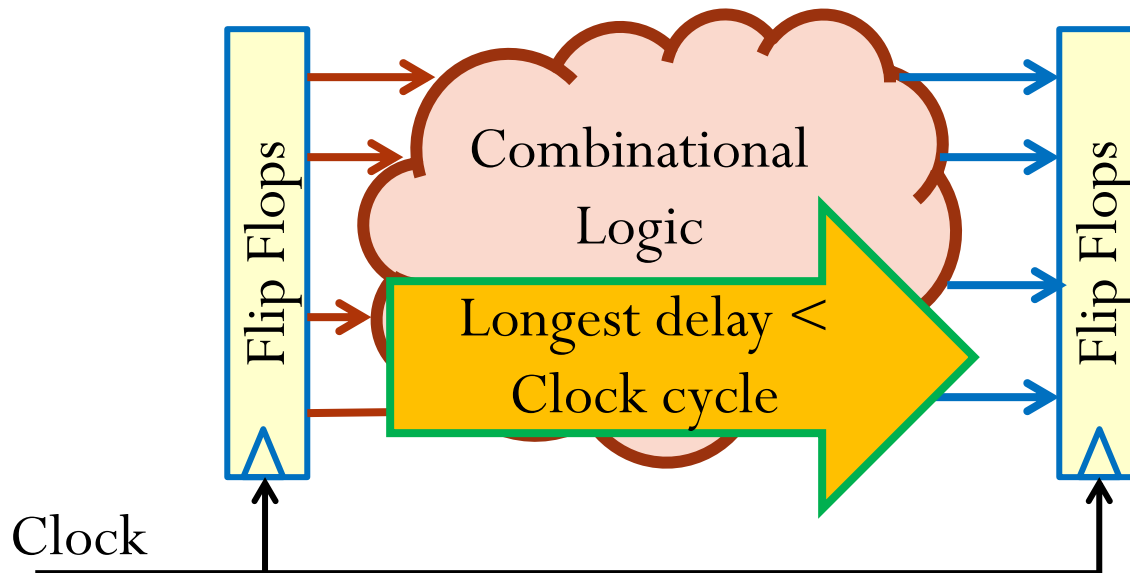 Flip Flops
Combinational
Logic
Longest delay <
Clock cycle
Flip Flops
Clock